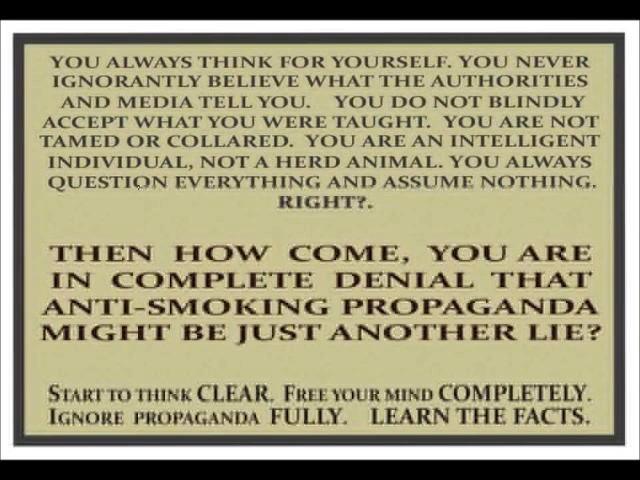 YOU ALWAYS THINK FOR YOURSELF. YOU NEVER
IGNORANTLY BELIEVE WHAT THE AUTHORITIES
AND MEDIA TELL YOU. YOU DO NOT BLINDLY
ACCEPT WHAT YOU WERE TAUGHT. YOU ARE NOT
TAMED OR COLLARED. YOU ARE AN INTELLIGENT
INDIVIDUAL, NOT A HERD ANIMAL. YOU ALWAYS
QUESTION EVERYTHING AND ASSUME NOTHING.
RIGHT?.
THEN HOW COME, YOU ARE
IN COMPLETE DENIAL THAT
ANTI-SMOKING PROPAGANDA
MIGHT BE JUST ANOTHER LIE?
START TO THINK CLEAR. FREE YOUR MIND COMPLETELY.
IGNORE PROPAGANDA FULLY. LEARN THE FACTS.